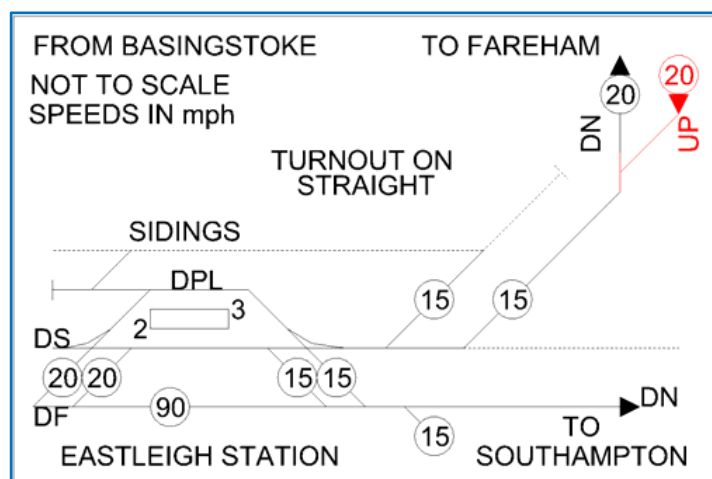 FROM BASINGSTOKE
TO FAREHAM
NOT TO SCALE
SPEEDS IN mph
20
20
DN
UP
TURNOUT ON
STRAIGHT
SIDINGS
DPL
3
2
15
15
DS
20
20
15
15
DF
90
DN
15
TO
EASTLEIGH STATION
SOUTHAMPTON